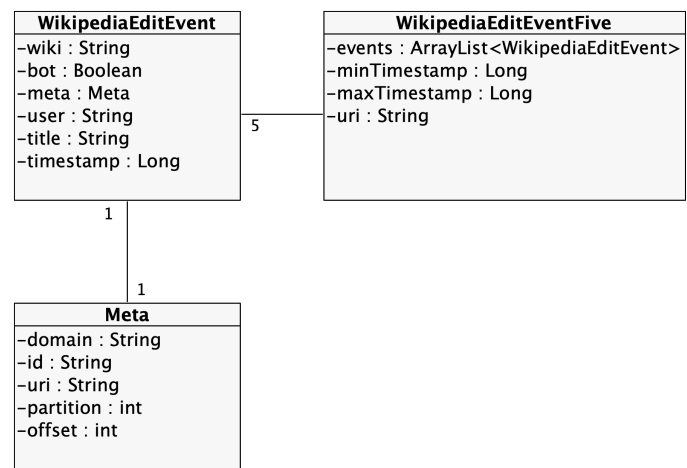 WikipediaEditEvent
-wiki : String
-bot : Boolean
-meta : Meta
-user : String
-title : String
-timestamp : Long
WikipediaEditEventFive
-events : ArrayList<WikipediaEditEvent>
-minTimestamp : Long
-maxTimestamp : Long
-uri : String
5
1
1
Meta
-domain : String
-id : String
-uri : String
-partition : int
-offset : int